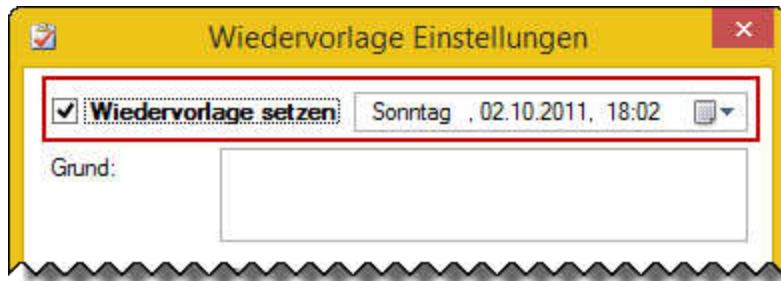 Wiedervorlage Einstellungen
Wiedervorlage setzen Sonntag , 02.10.2011, 18:02
Grund: